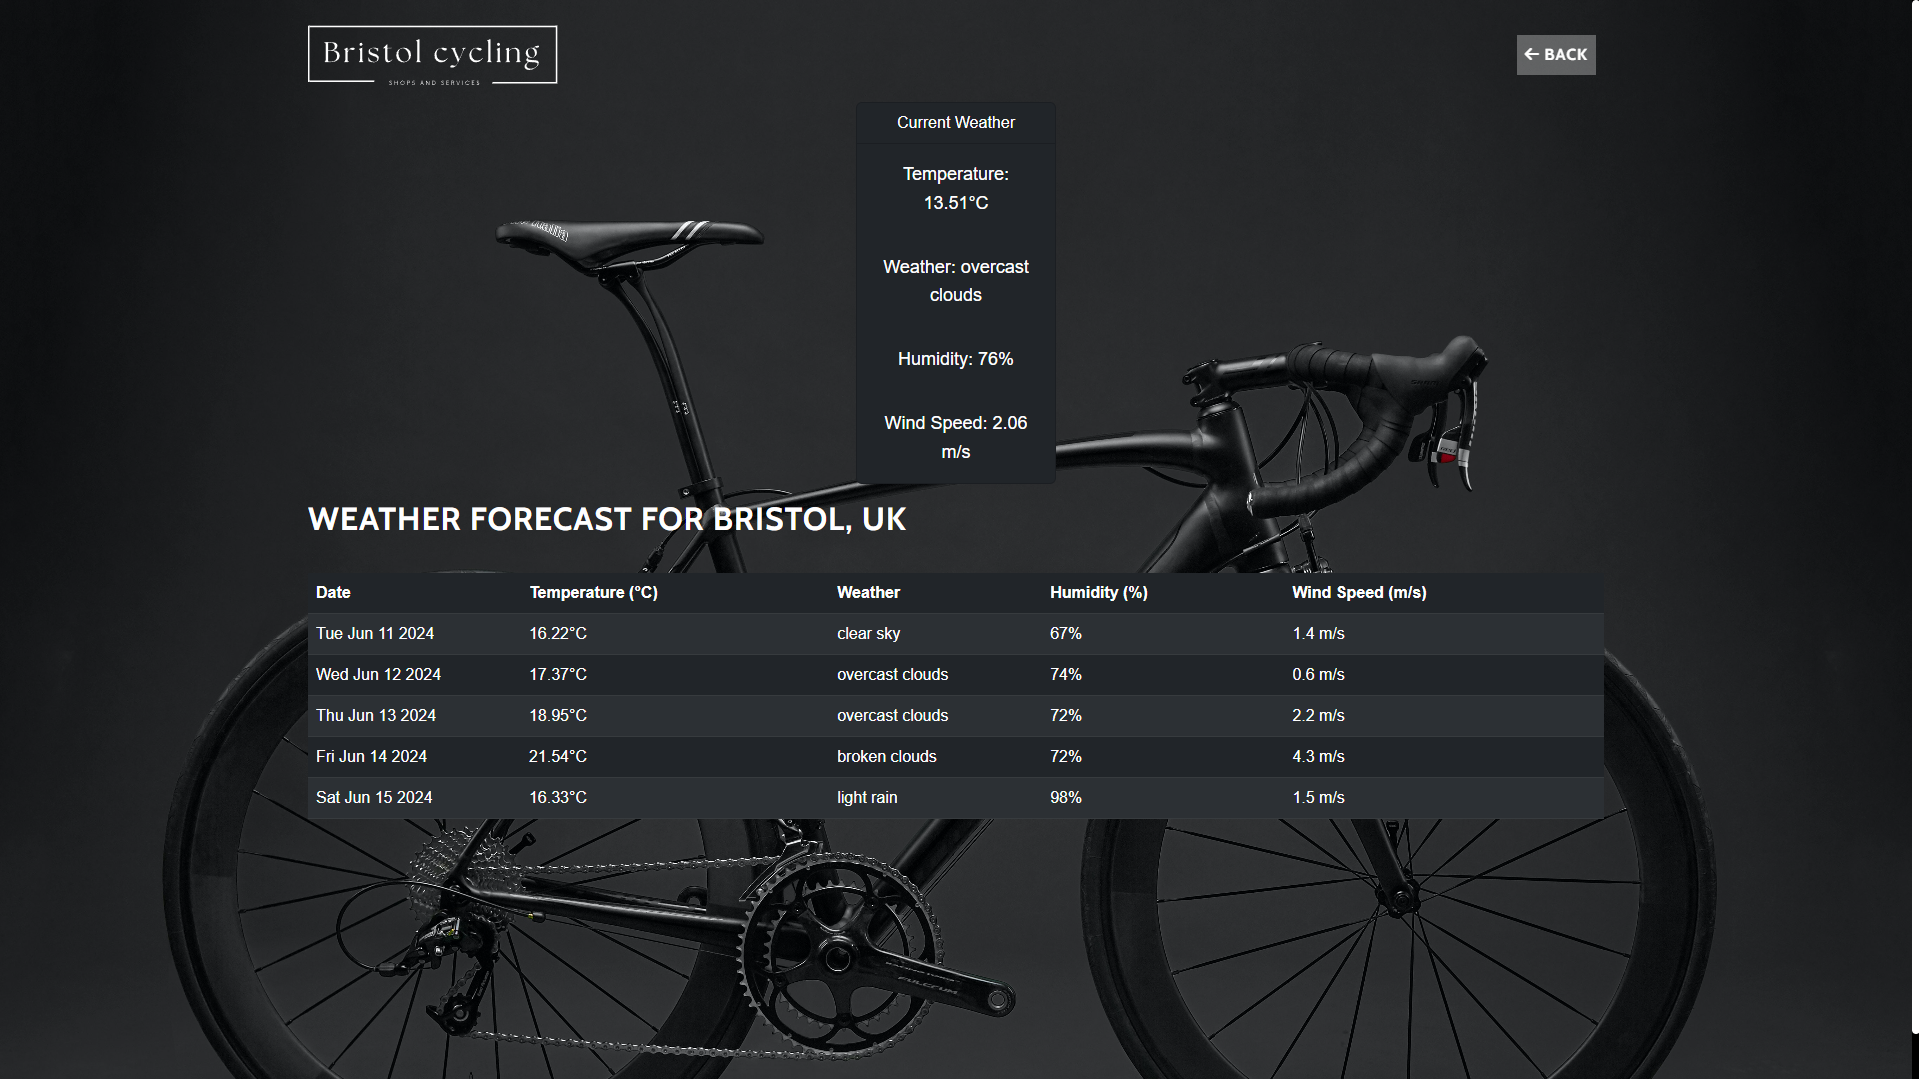 Bristol cycling
SHOPS AND SERVICES
← BACK
Current Weather
Temperature:
13.51°C
Weather: overcast
clouds
Humidity: 76%
Wind Speed: 2.06
m/s
WEATHER FORECAST FOR BRISTOL, UK
Date Temperature (°C) Weather Humidity (%) Wind Speed (m/s)
Tue Jun 11 2024 16.22°C clear sky 67% 1.4 m/s
Wed Jun 12 2024 17.37°C overcast clouds 74% 0.6 m/s
Thu Jun 13 2024 18.95°C overcast clouds 72% 2.2 m/s
Fri Jun 14 2024 21.54°C broken clouds 72% 4.3 m/s
Sat Jun 15 2024 16.33°C light rain 98% 1.5 m/s